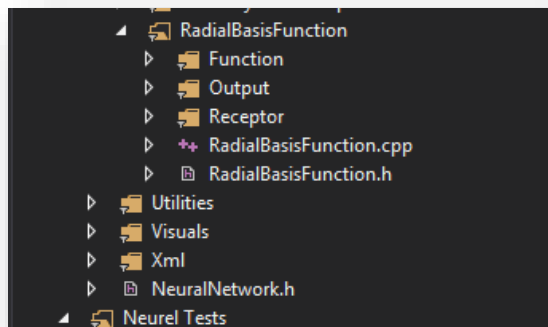 RadialBasisFunction
Function
Output
Receptor
RadialBasisFunction.cpp
RadialBasisFunction.h
Utilities
Visuals
Xml
NeuralNetwork.h
Neurel Tests